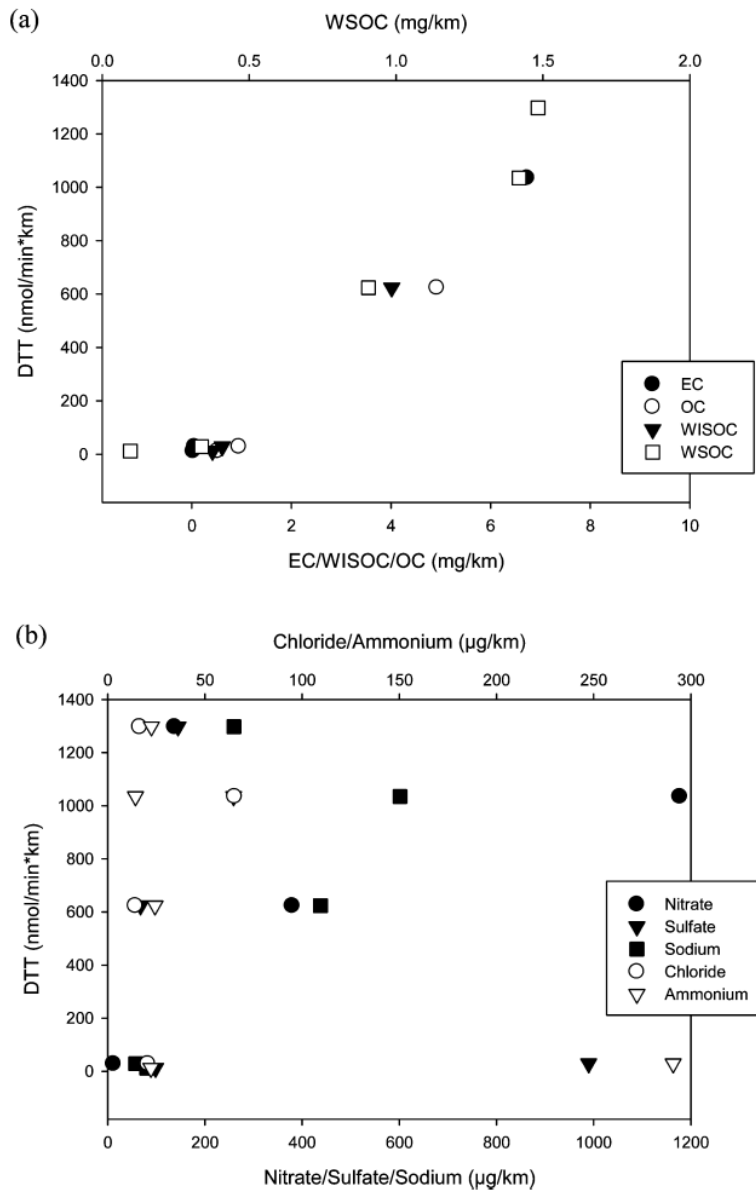 (a)
WSOC (mg/km)
0.0 0.5 1.0 1.5 2.0
1400
1200
1000
800
600
400
200
0
DTT (nmol/min*km)
EC
OC
WISOC
WSOC
0 2 4 6 8 10
EC/WISOC/OC (mg/km)
(b)
Chloride/Ammonium (µg/km)
0 50 100 150 200 250 300
1400
1200
1000
800
600
400
200
0
DTT (nmol/min*km)
Nitrate
Sulfate
Sodium
Chloride
Ammonium
0 200 400 600 800 1000 1200
Nitrate/Sulfate/Sodium (µg/km)